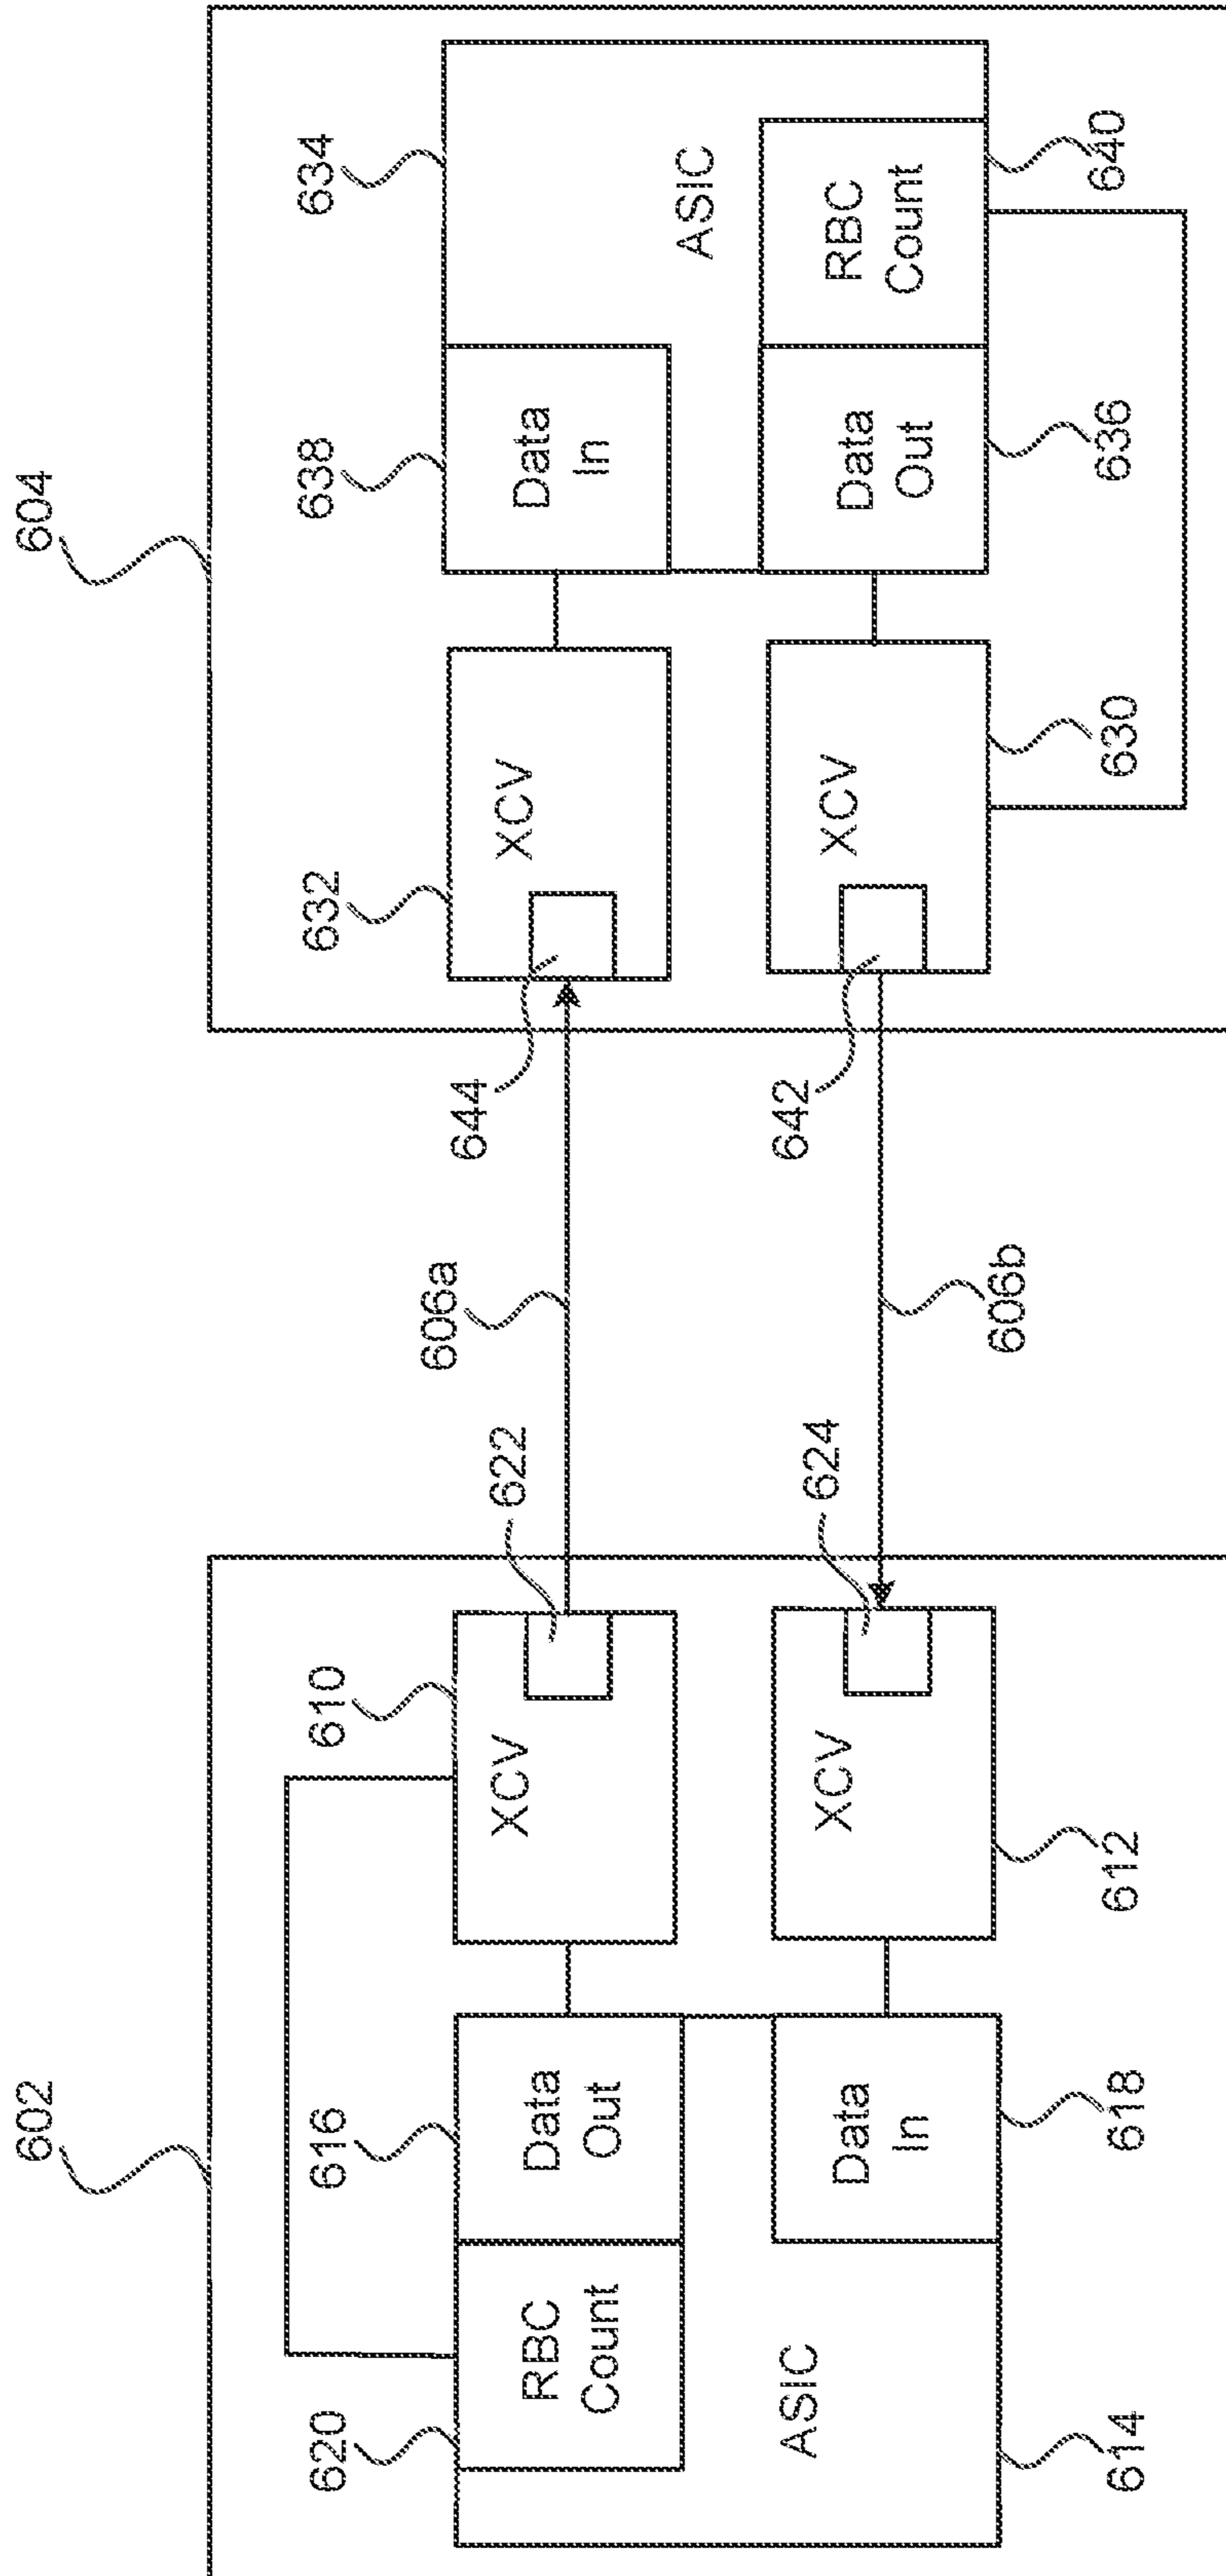 602
604
620
616
610
RBC
Count
Data
Out
XCV
622
606a
644
632
XCV
638
Data
In
634
ASIC
ASIC
614
Data
In
618
XCV
612
624
606b
642
XCV
630
Data
Out
636
RBC
Count
640